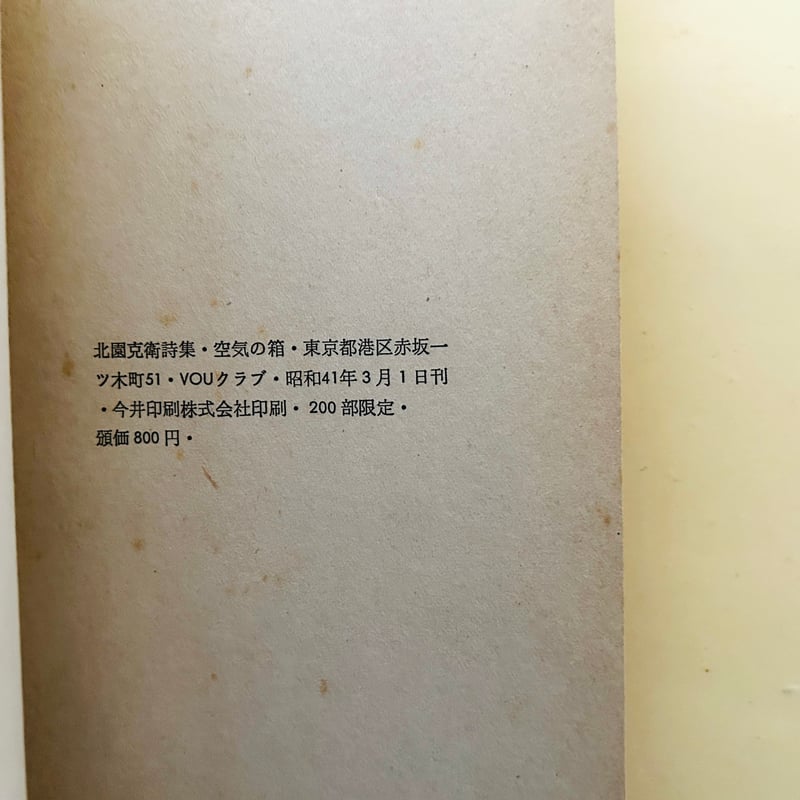 北園克衛詩集・空気の箱・東京都港区赤坂一
ツ木町51・VOUクラブ・昭和41年3月1日刊
・今井印刷株式会社印刷・200部限定・
頒価800円・